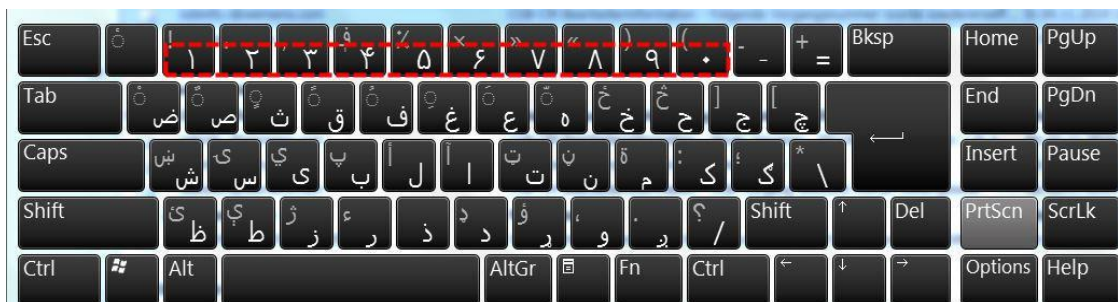 Esc ! ۱ ۲ ۳ ؋ ۴ ٪ ۵ × ۶ » ۷ « ۸ ) ۹ ( ۰ _ - + = Bksp Home PgUp
Tab ْ ض ٌ ص ٍ ث ً ق ُ ف ِ غ َ ع ّ ه ځ خ څ ح ] ج [ چ End PgDn
Caps ښ ش ۍ س ي ی پ ب أ ل آ ا ټ ت ڼ ن ة م : ک ؛ ګ * \ Insert Pause
Shift ئ ظ ې ط ژ ز ء ر ذ ډ د ؤ ړ ، و . ږ ؟ / Shift ↑ Del PrtScn ScrLk
Ctrl Alt AltGr Fn Ctrl ← ↓ → Options Help